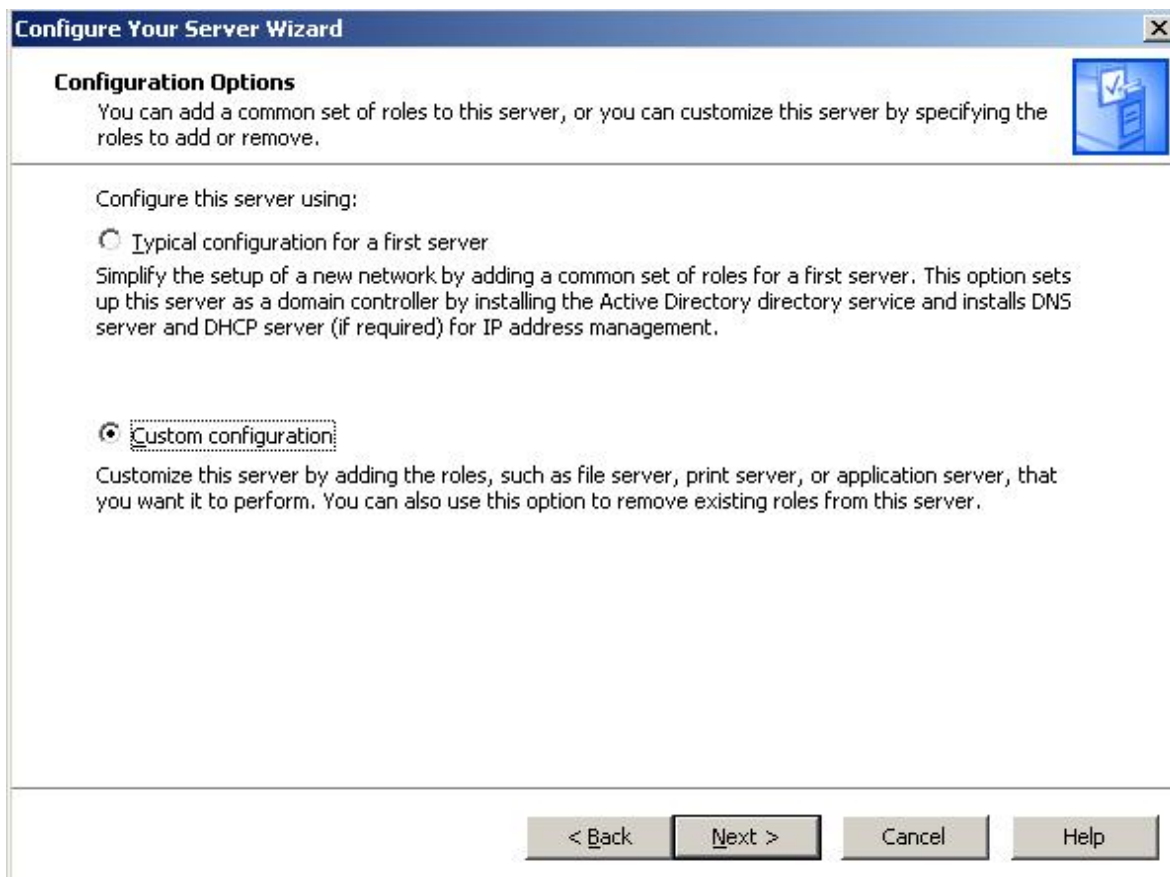 Configure Your Server Wizard
Configuration Options
You can add a common set of roles to this server, or you can customize this server by specifying the
roles to add or remove.
Configure this server using:
Typical configuration for a first server
Simplify the setup of a new network by adding a common set of roles for a first server. This option sets
up this server as a domain controller by installing the Active Directory directory service and installs DNS
server and DHCP server (if required) for IP address management.
Custom configuration
Customize this server by adding the roles, such as file server, print server, or application server, that
you want it to perform. You can also use this option to remove existing roles from this server.
< Back Next > Cancel Help